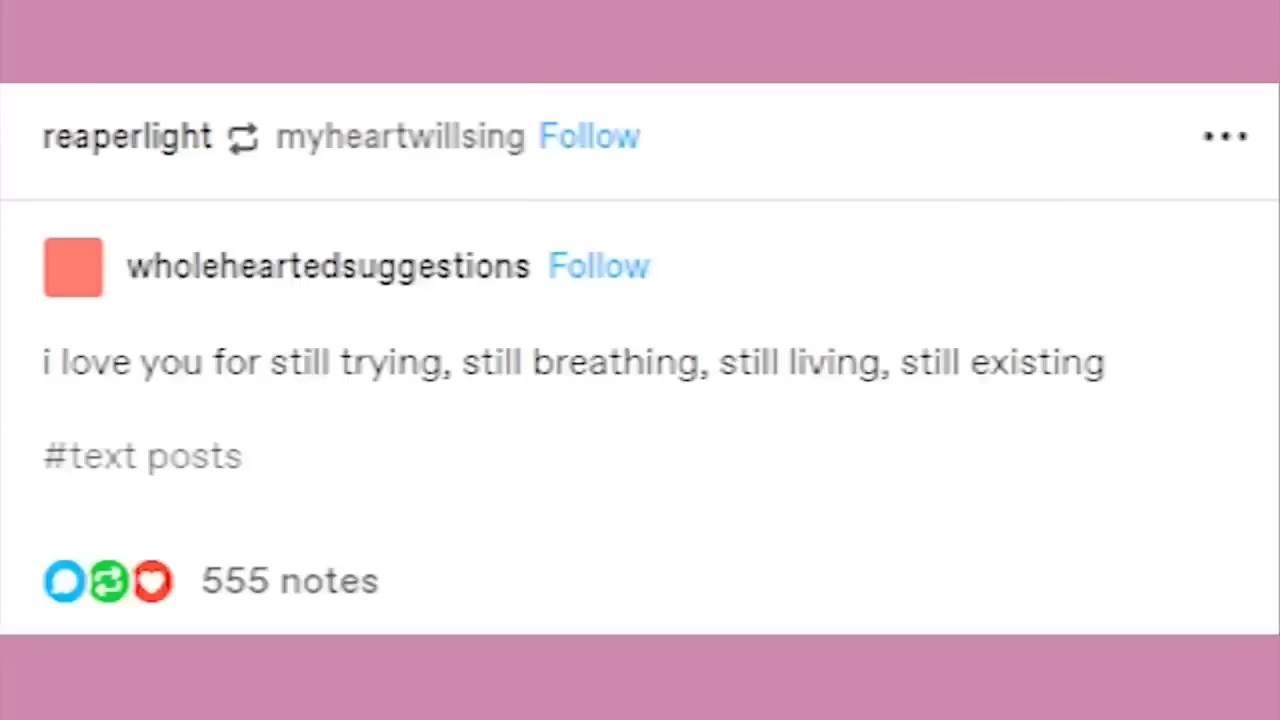 reaperlight myheartwillsing Follow
wholeheartedsuggestions Follow
i love you for still trying, still breathing, still living, still existing
#text posts
555 notes